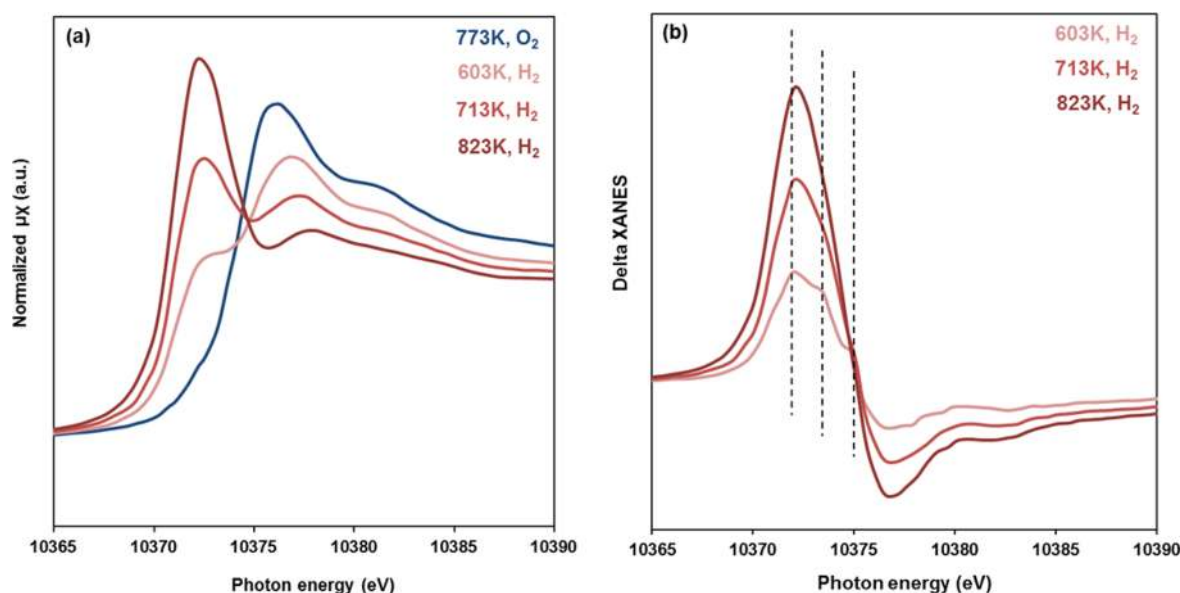 (a)
773K, O₂
603K, H₂
713K, H₂
823K, H₂
Normalized μχ (a.u.)
10365 10370 10375 10380 10385 10390
Photon energy (eV)
(b)
603K, H₂
713K, H₂
823K, H₂
Delta XANES
10365 10370 10375 10380 10385 10390
Photon energy (eV)